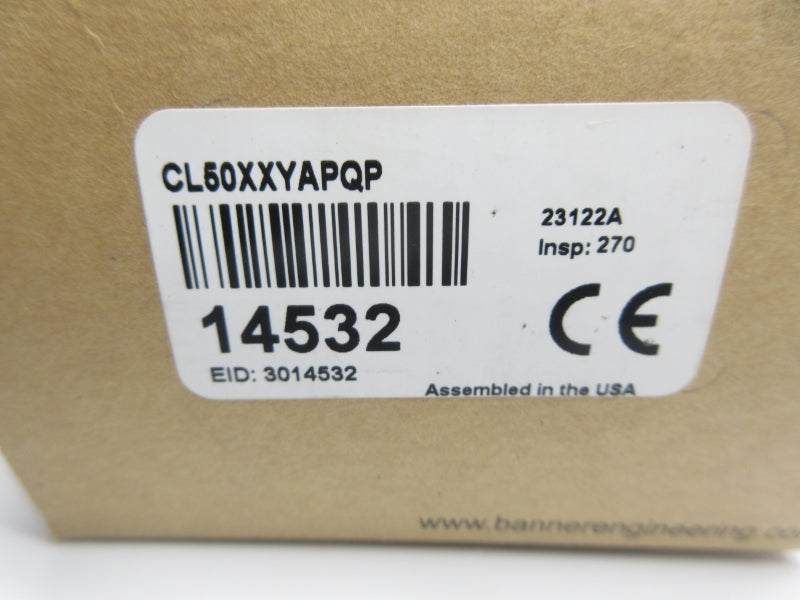 CL50XXYAPQP
23122A
Insp: 270
14532
CE
EID: 3014532
Assembled in the USA
www.bannerengineering.co